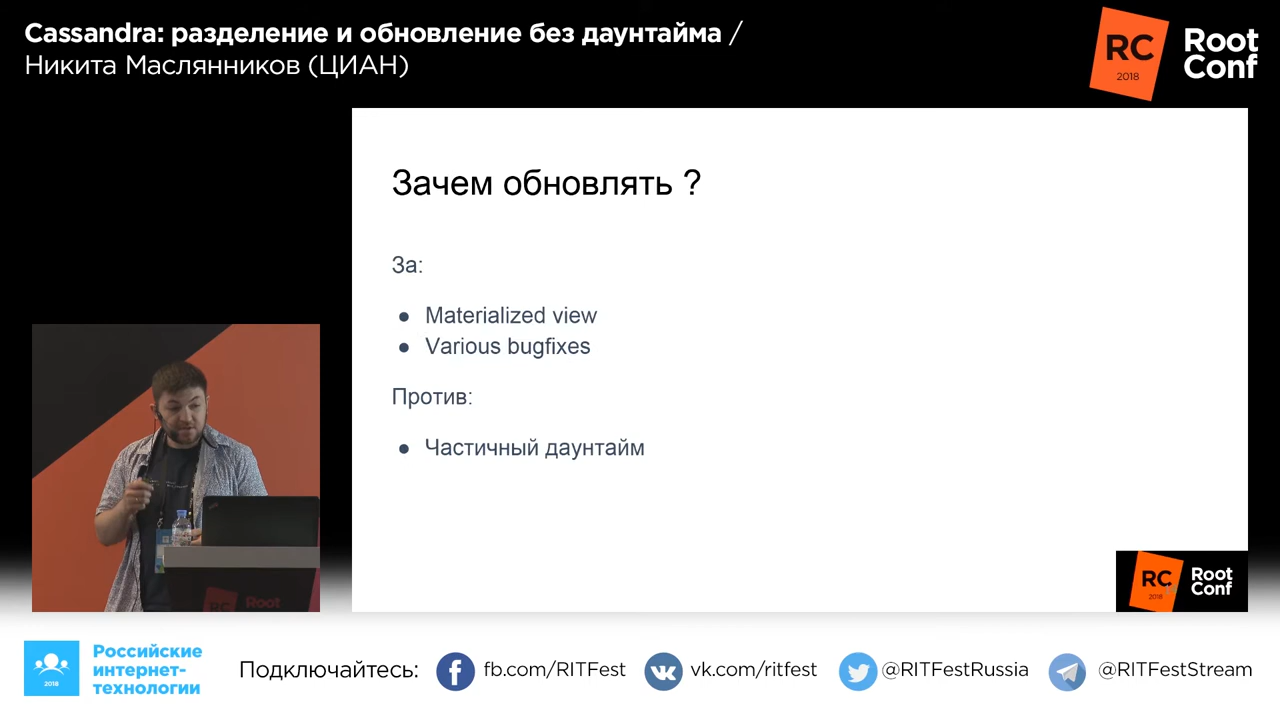 Cassandra: разделение и обновление без даунтайма /
Никита Маслянников (ЦИАН)
RC
2018
Root
Conf
Зачем обновлять ?
За:
● Materialized view
● Various bugfixes
Против:
● Частичный даунтайм
RC
2018
Root
Conf
RC
Root
2018
Российские
интернет-
технологии
Подключайтесь:
fb.com/RITFest
vk.com/ritfest
@RITFestRussia
@RITFestStream